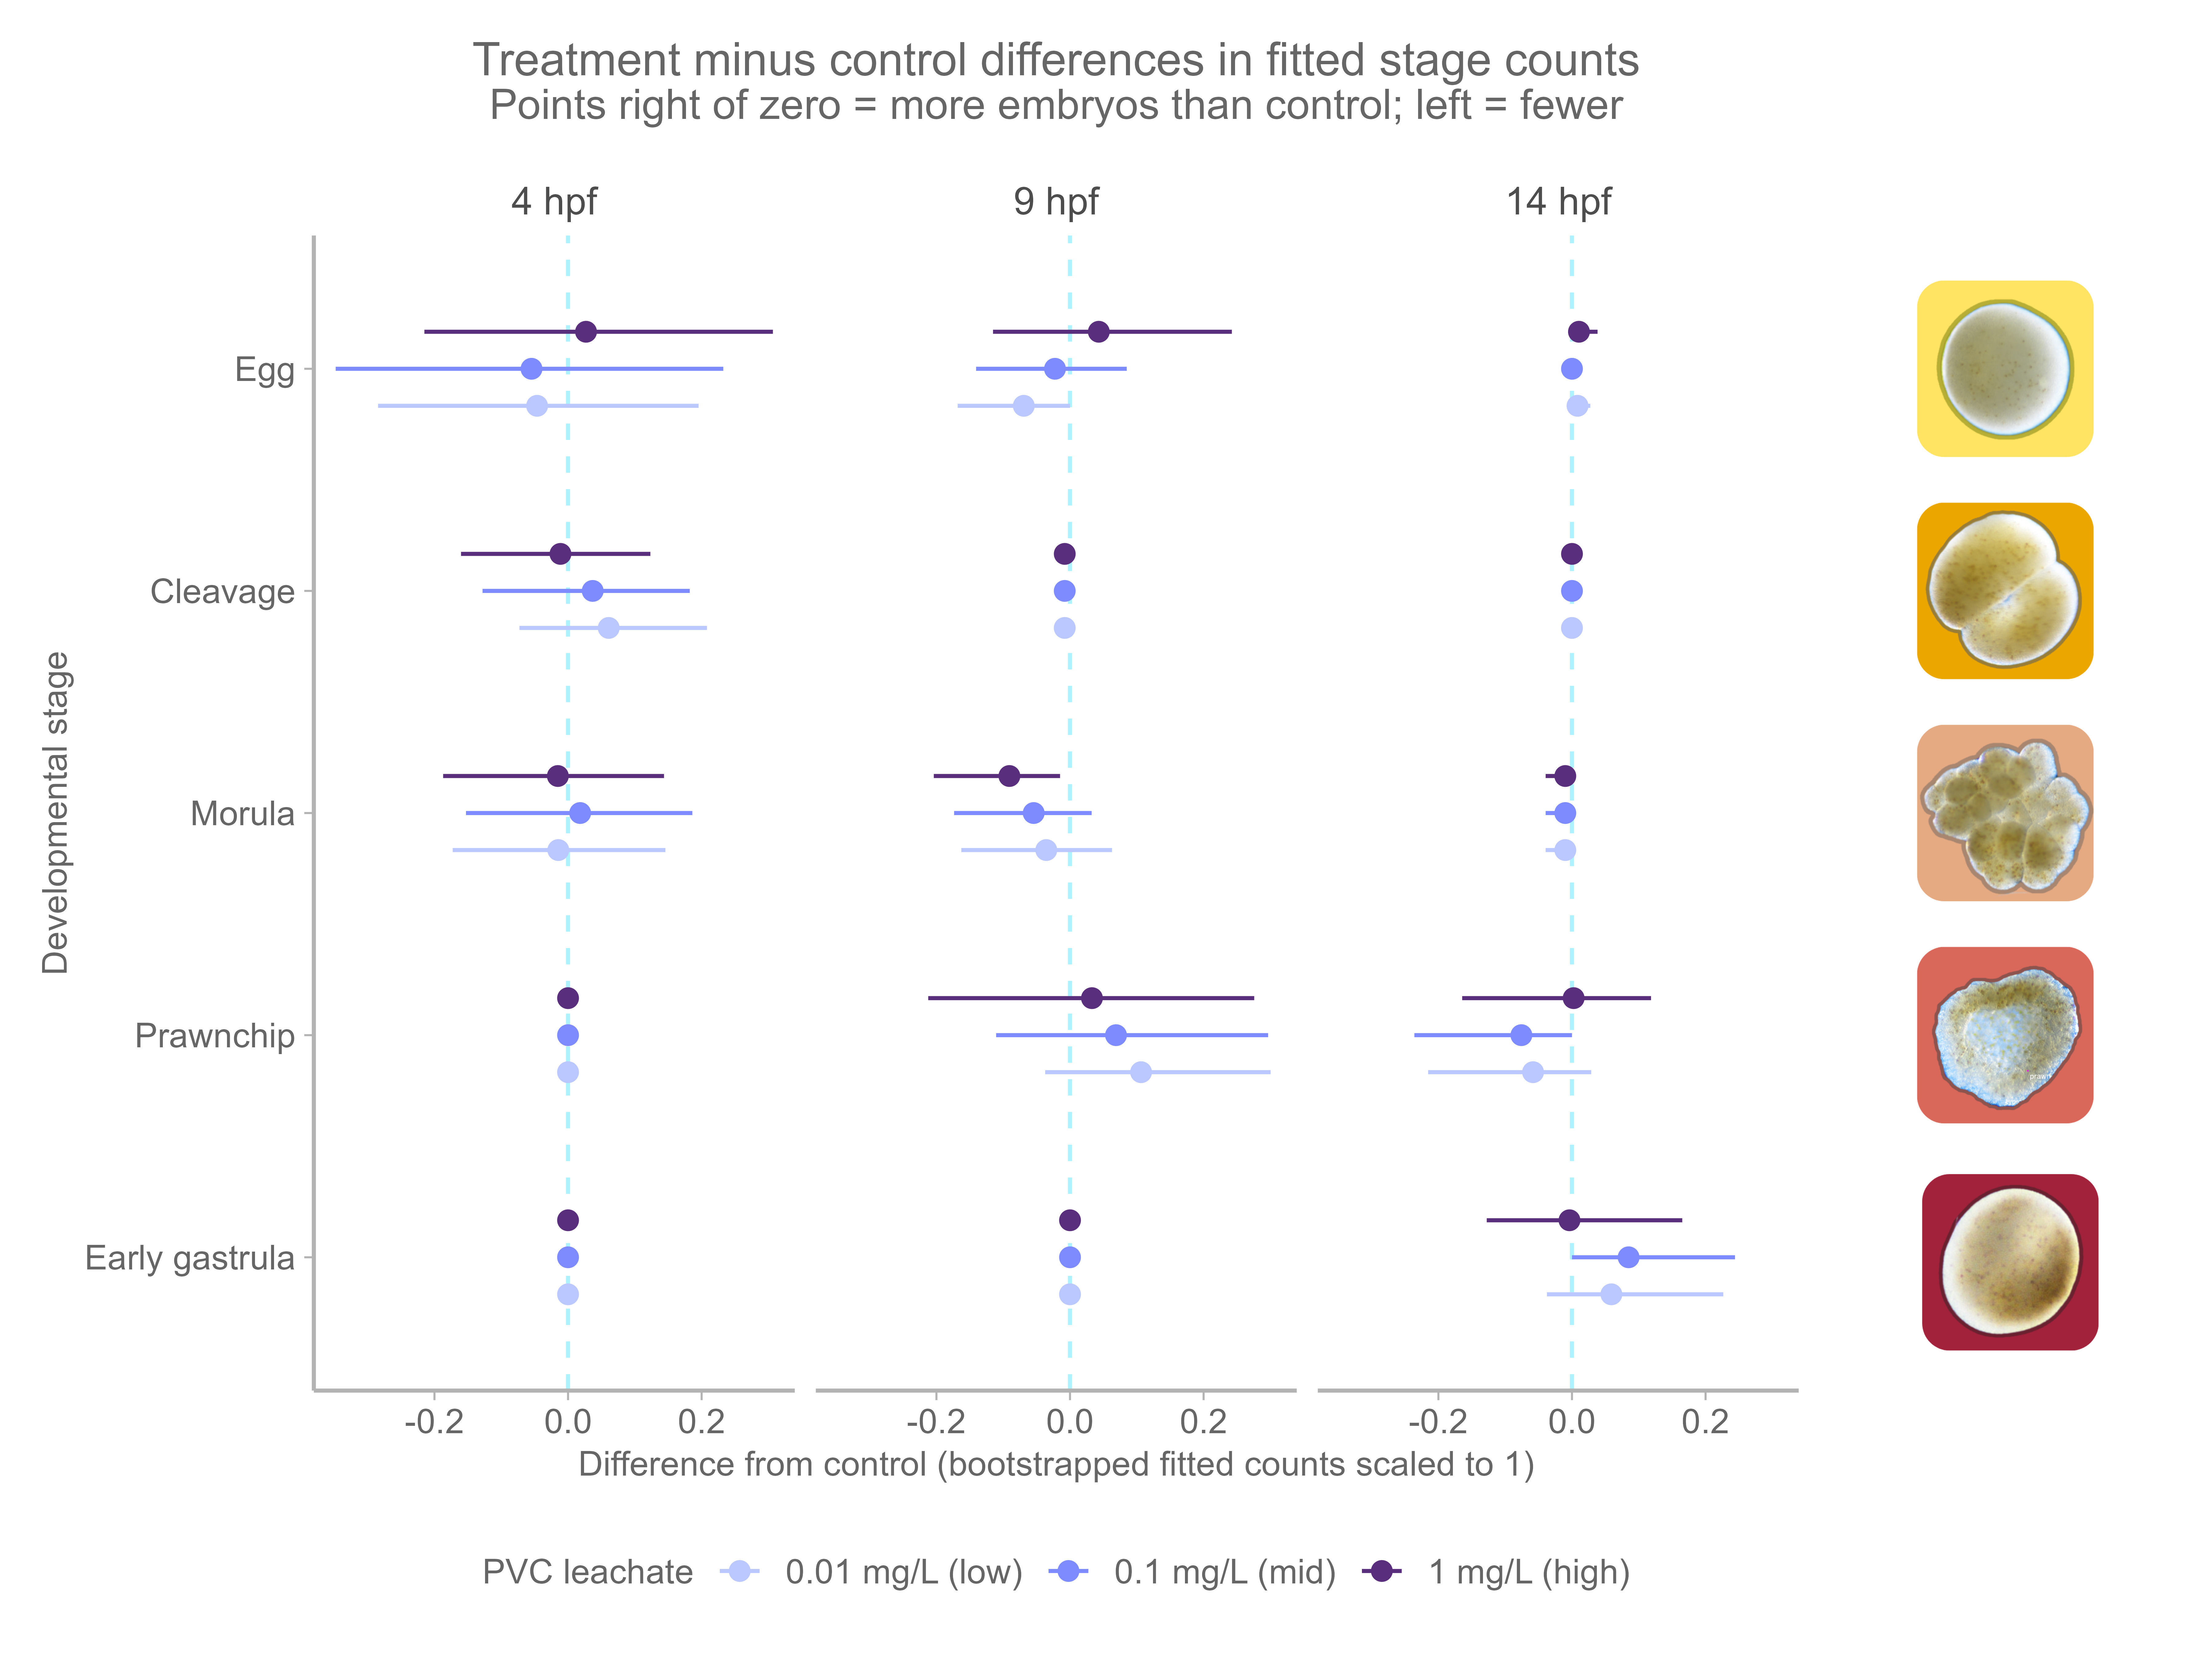 Treatment minus control differences in fitted stage counts
Points right of zero = more embryos than control; left = fewer
4 hpf
9 hpf
14 hpf
Developmental stage
Egg
Cleavage
Morula
Prawnchip
Early gastrula
-0.2 0.0 0.2
-0.2 0.0 0.2
-0.2 0.0 0.2
Difference from control (bootstrapped fitted counts scaled to 1)
PVC leachate 0.01 mg/L (low) 0.1 mg/L (mid) 1 mg/L (high)